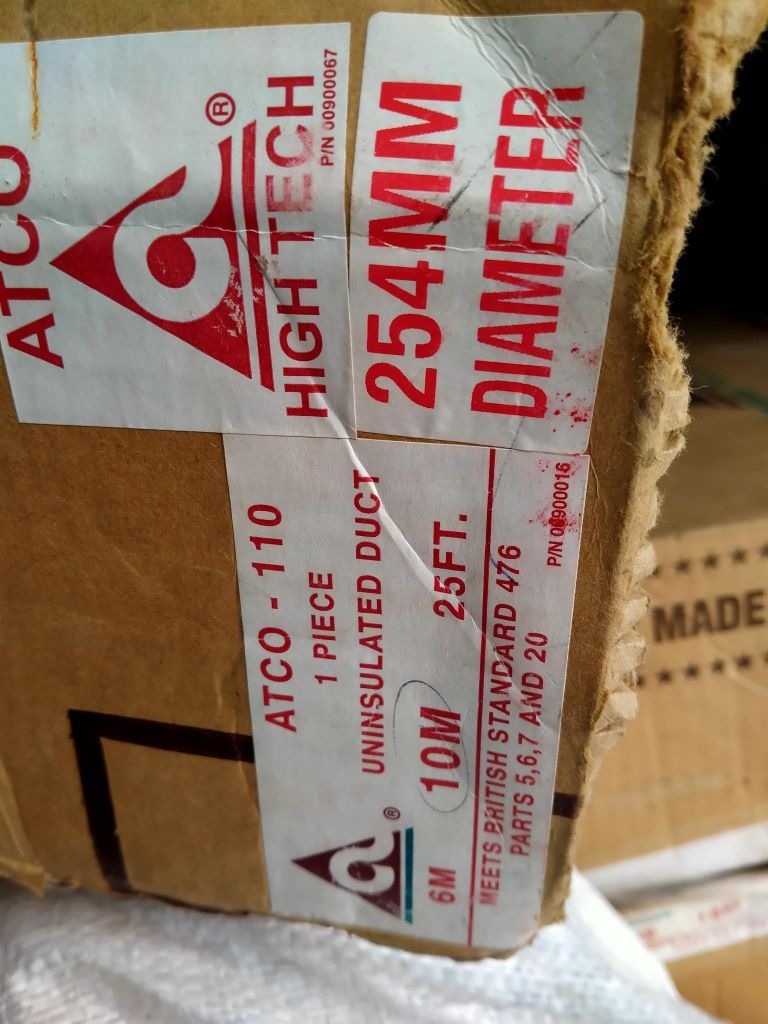 ATCO
®
HIGH TECH
P/N 00900067
254MM
DIAMETER
ATCO - 110
1 PIECE
UNINSULATED DUCT
®
6M 10M 25FT.
MEETS BRITISH STANDARD 476
PARTS 5,6,7 AND 20
P/N 00900016
MADE